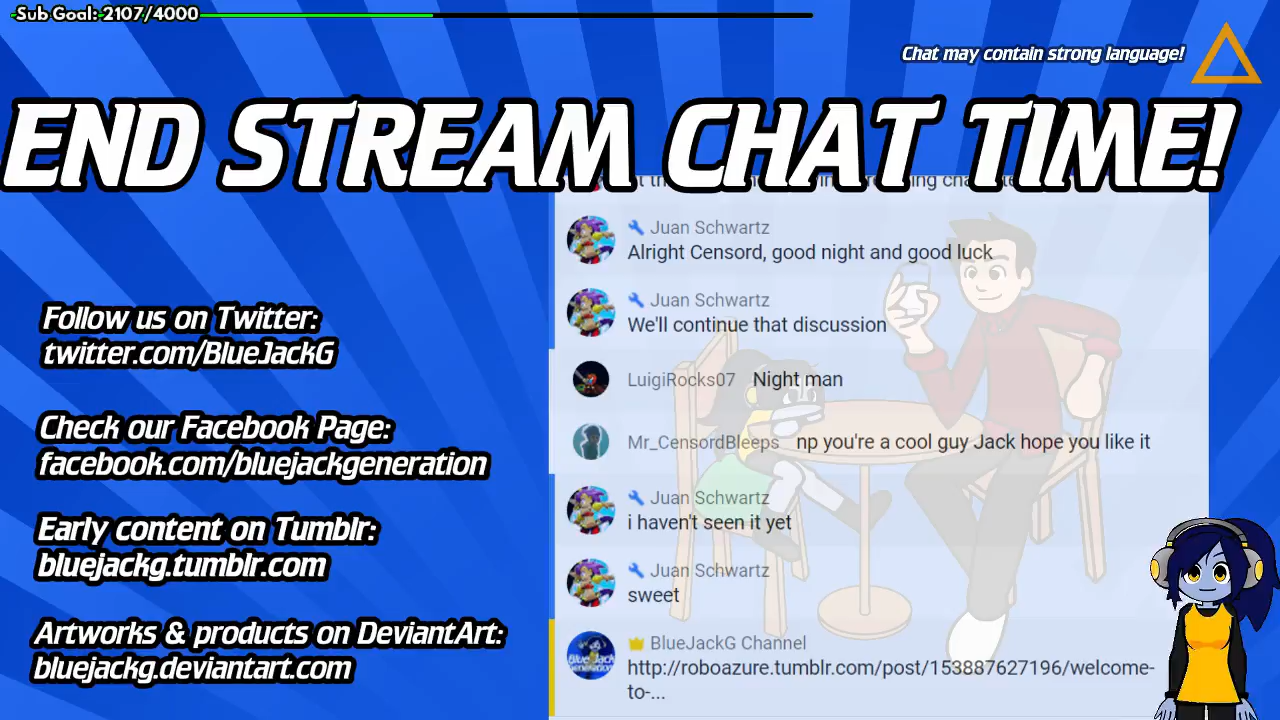 Sub Goal: 2107/4000
Chat may contain strong language!
END STREAM CHAT TIME!
Follow us on Twitter:
twitter.com/BlueJackG
Check our Facebook Page:
facebook.com/bluejackgeneration
Early content on Tumblr:
bluejackg.tumblr.com
Artworks & products on DeviantArt:
bluejackg.deviantart.com
Juan Schwartz
Alright Censord, good night and good luck
Juan Schwartz
We'll continue that discussion
LuigiRocks07 Night man
Mr_CensordBleeps np you're a cool guy Jack hope you like it
Juan Schwartz
i haven't seen it yet
Juan Schwartz
sweet
BlueJackG Channel
http://roboazure.tumblr.com/post/153887627196/welcome-
to-...